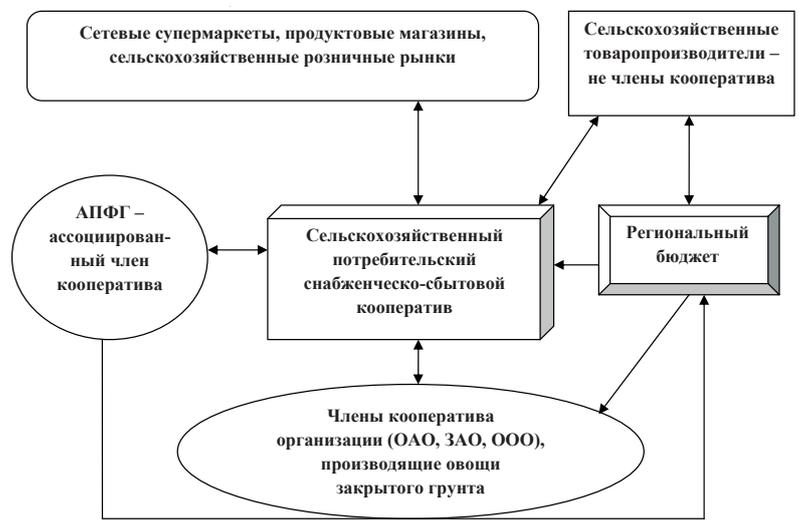 Сетевые супермаркеты, продуктовые магазины,
сельскохозяйственные розничные рынки
Сельскохозяйственные
товаропроизводители –
не члены кооператива
АПФГ –
ассоциирован-
ный член
кооператива
Сельскохозяйственный
потребительский
снабженческо-сбытовой
кооператив
Региональный
бюджет
Члены кооператива
организации (ОАО, ЗАО, ООО),
производящие овощи
закрытого грунта